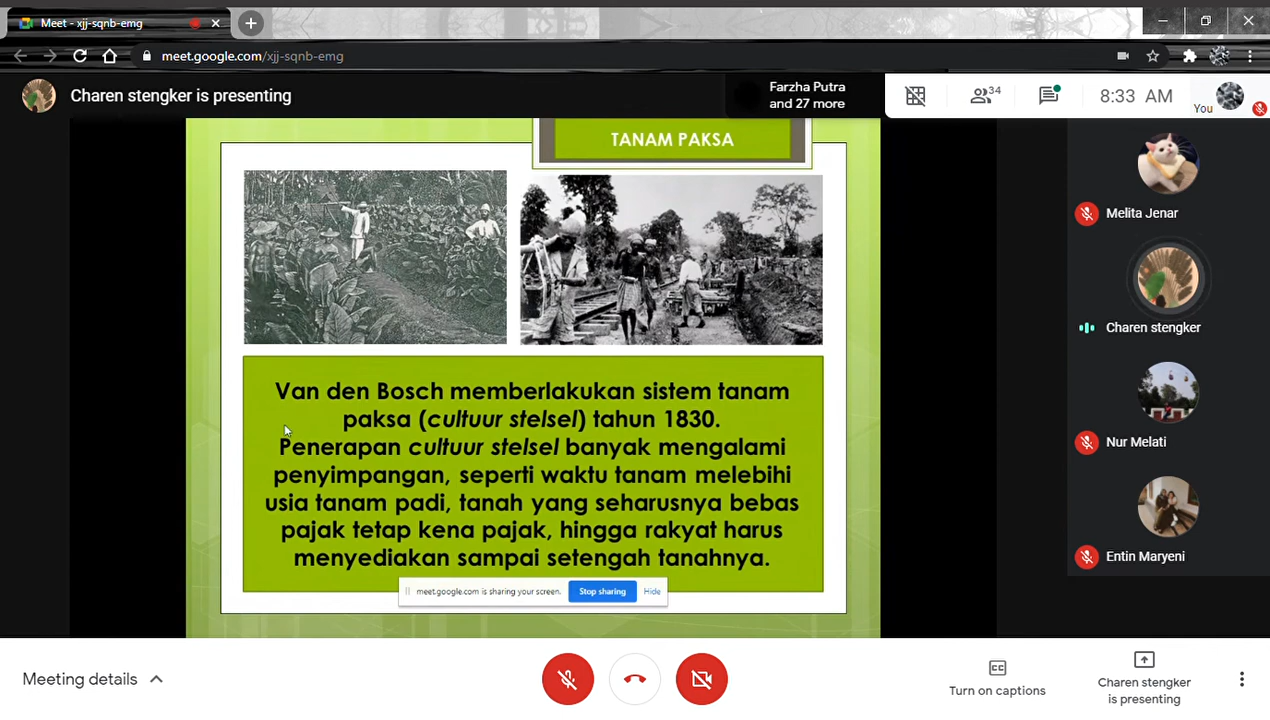 Meet - xjj-sqnb-emg
meet.google.com/xjj-sqnb-emg
Charen stengker is presenting
Farzha Putra
and 27 more
34
8:33 AM
You
TANAM PAKSA
Van den Bosch memberlakukan sistem tanam
paksa (cultuur stelsel) tahun 1830.
Penerapan cultuur stelsel banyak mengalami
penyimpangan, seperti waktu tanam melebihi
usia tanam padi, tanah yang seharusnya bebas
pajak tetap kena pajak, hingga rakyat harus
menyediakan sampai setengah tanahnya.
meet.google.com is sharing your screen.
Stop sharing
Hide
Melita Jenar
Charen stengker
Nur Melati
Entin Maryeni
Meeting details
CC
Turn on captions
Charen stengker
is presenting